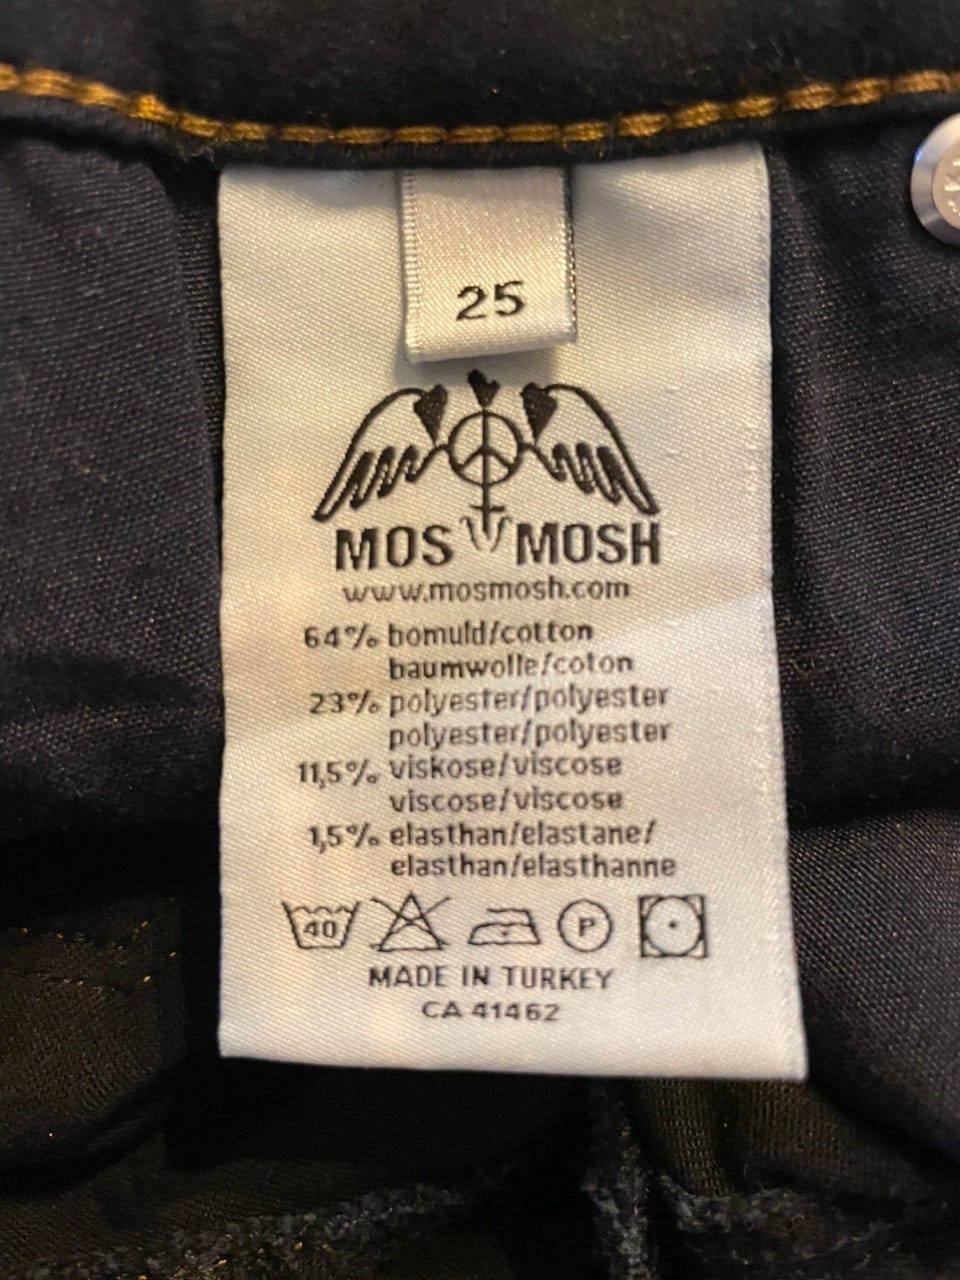 25
MOS MOSH
www.mosmosh.com
64% bomuld/cotton
baumwolle/coton
23% polyester/polyester
polyester/polyester
11,5% viskose/viscose
viscose/viscose
1,5% elasthan/elastane/
elasthan/elasthanne
40 P
MADE IN TURKEY
CA 41462